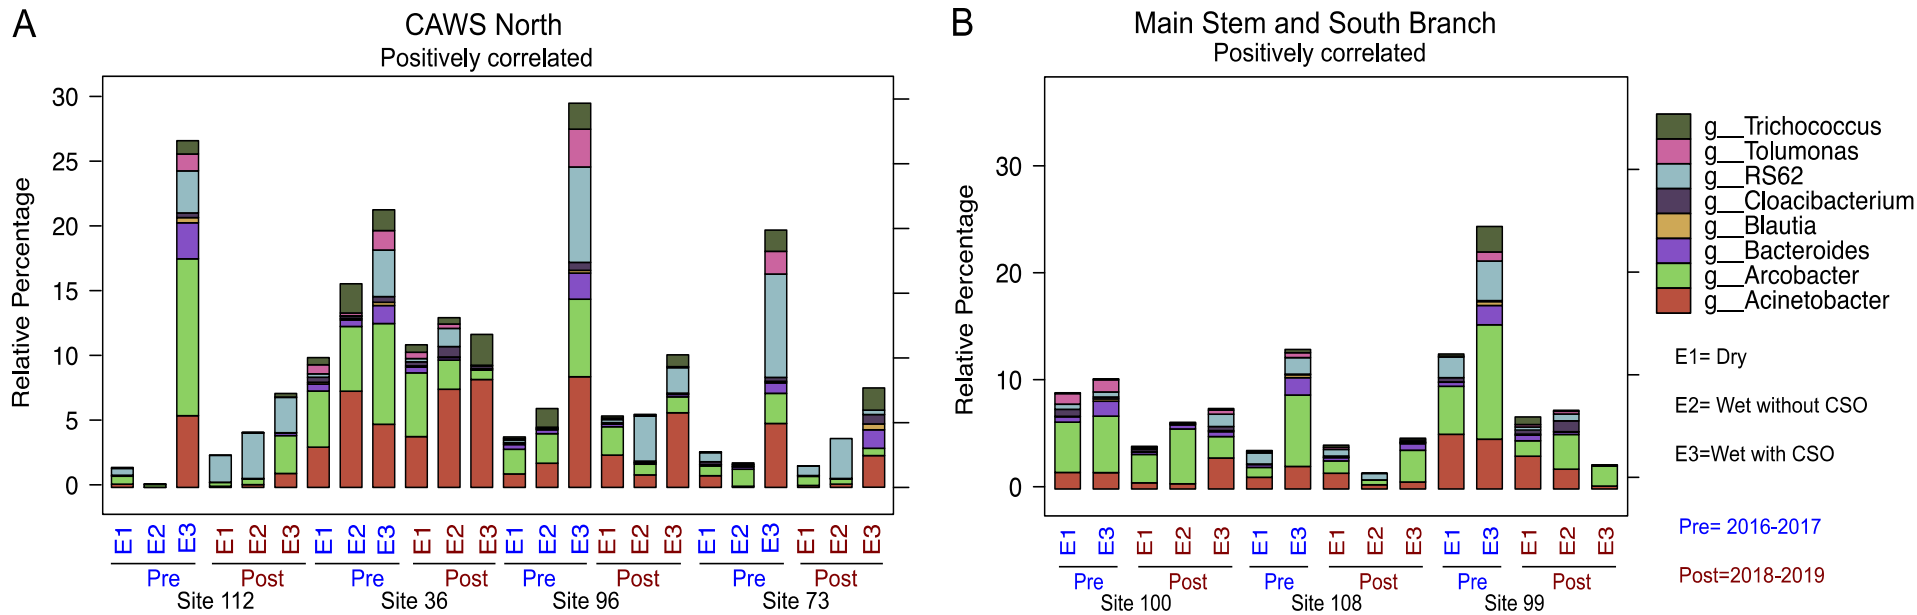 A
CAWS North
Positively correlated
Relative Percentage
30
25
20
15
10
5
0
E1 E2 E3 E1 E2 E3 E1 E2 E3 E1 E2 E3 E1 E2 E3 E1 E2 E3 E1 E2 E3 E1 E2 E3
Pre Post Pre Post Pre Post Pre Post
Site 112 Site 36 Site 96 Site 73
B
Main Stem and South Branch
Positively correlated
Relative Percentage
30
20
10
0
E1 E3 E1 E2 E3 E1 E3 E1 E2 E3 E1 E3 E1 E2 E3
Pre Post Pre Post Pre Post
Site 100 Site 108 Site 99
g__Trichococcus
g__Tolumonas
g__RS62
g__Cloacibacterium
g__Blautia
g__Bacteroides
g__Arcobacter
g__Acinetobacter
E1= Dry
E2= Wet without CSO
E3=Wet with CSO
Pre= 2016-2017
Post=2018-2019